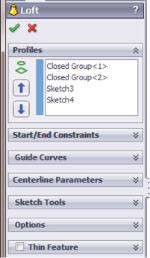 Loft ?
Profiles
Closed Group<1>
Closed Group<2>
Sketch3
Sketch4
Start/End Constraints
Guide Curves
Centerline Parameters
Sketch Tools
Options
Thin Feature